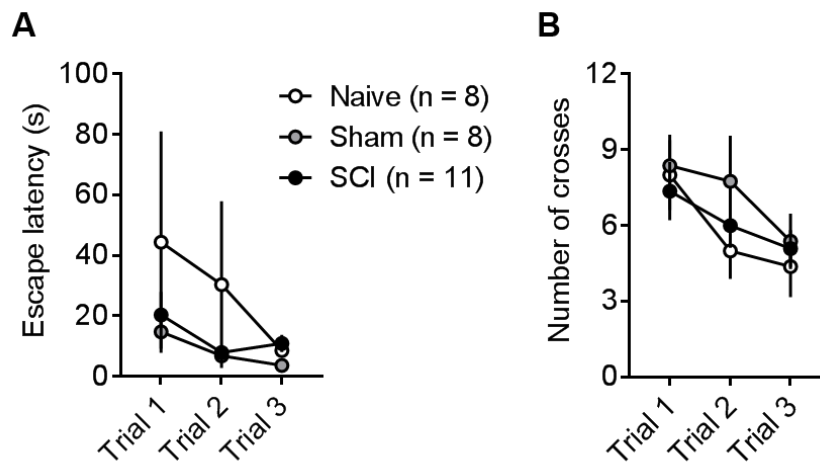 A
Escape latency (s)
100
80
60
40
20
0
Trial 1
Trial 2
Trial 3
Naive (n = 8)
Sham (n = 8)
SCI (n = 11)
B
Number of crosses
12
9
6
3
0
Trial 1
Trial 2
Trial 3